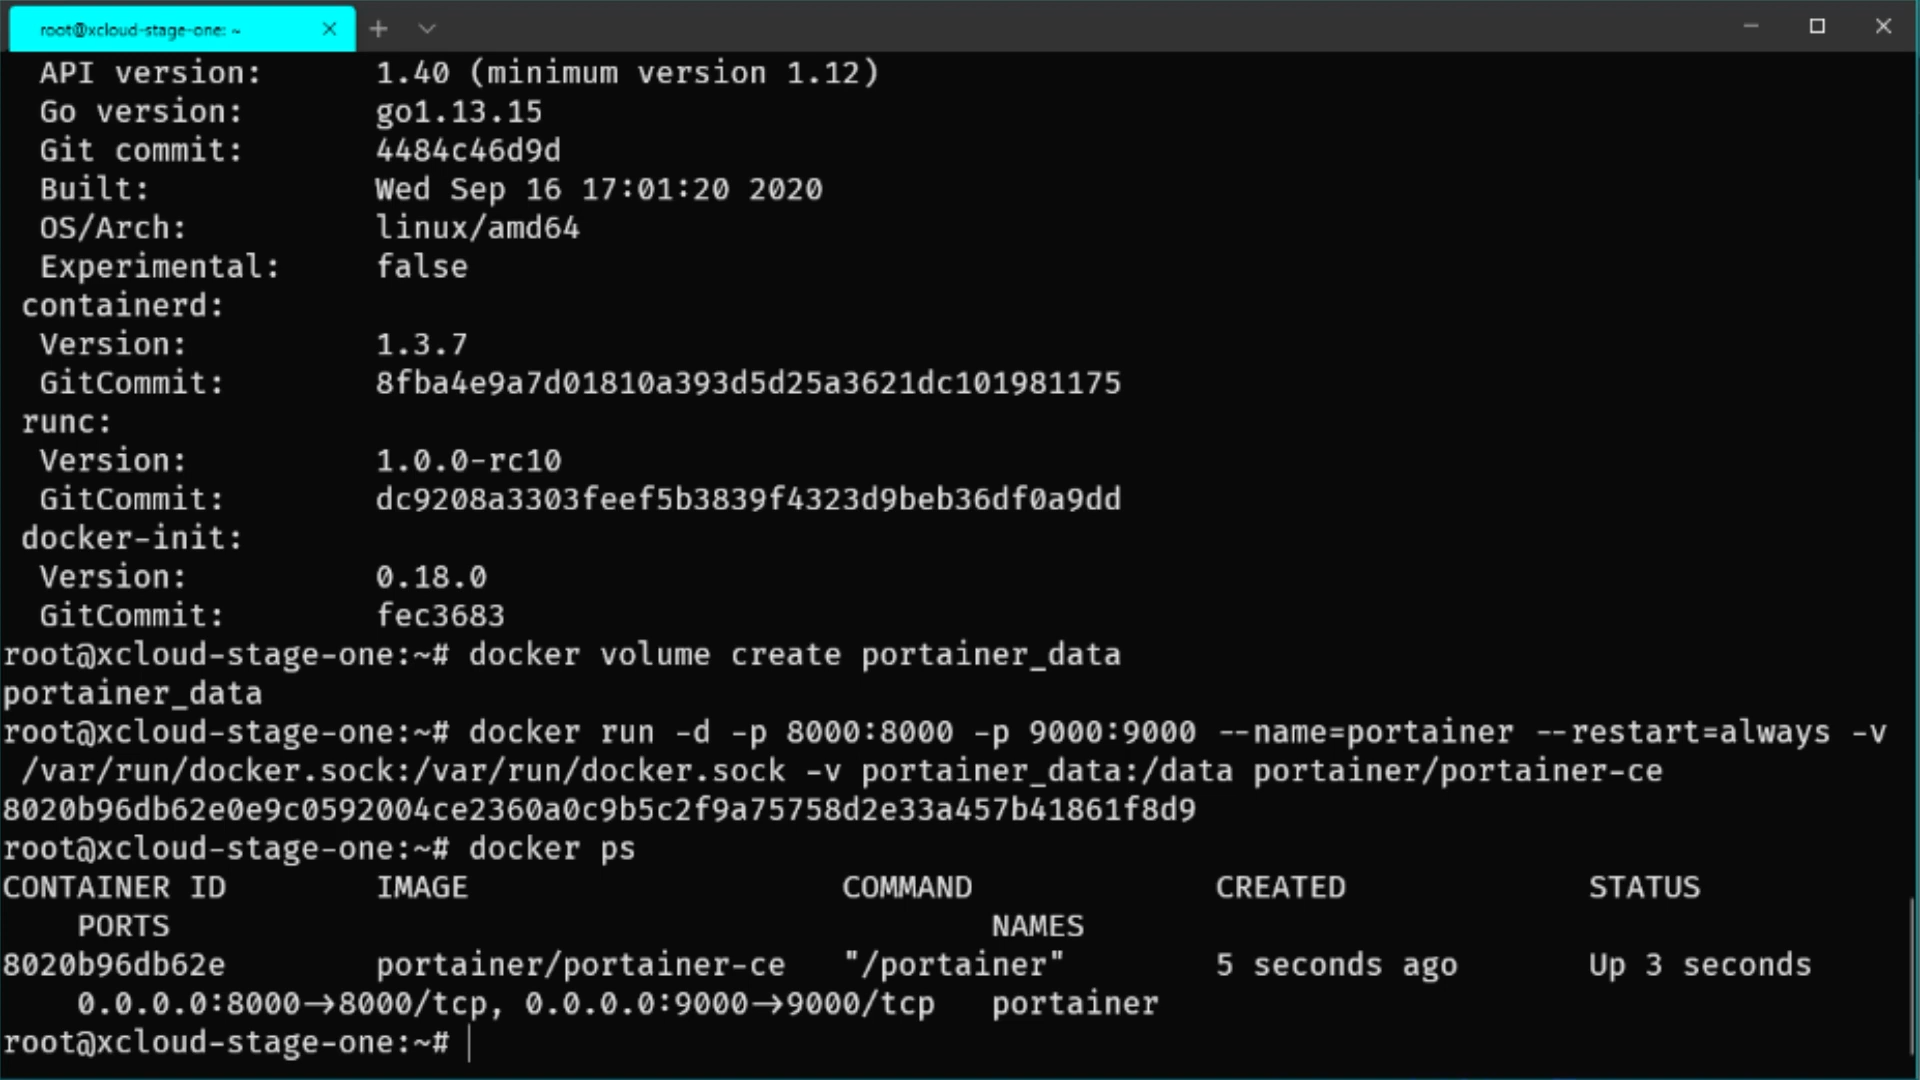 root@xcloud-stage-one: ~
API version: 1.40 (minimum version 1.12)
Go version: go1.13.15
Git commit: 4484c46d9d
Built: Wed Sep 16 17:01:20 2020
OS/Arch: linux/amd64
Experimental: false
containerd:
Version: 1.3.7
GitCommit: 8fba4e9a7d01810a393d5d25a3621dc101981175
runc:
Version: 1.0.0-rc10
GitCommit: dc9208a3303feef5b3839f4323d9beb36df0a9dd
docker-init:
Version: 0.18.0
GitCommit: fec3683
root@xcloud-stage-one:~# docker volume create portainer_data
portainer_data
root@xcloud-stage-one:~# docker run -d -p 8000:8000 -p 9000:9000 --name=portainer --restart=always -v
/var/run/docker.sock:/var/run/docker.sock -v portainer_data:/data portainer/portainer-ce
8020b96db62e0e9c0592004ce2360a0c9b5c2f9a75758d2e33a457b41861f8d9
root@xcloud-stage-one:~# docker ps
CONTAINER ID IMAGE COMMAND CREATED STATUS
PORTS NAMES
8020b96db62e portainer/portainer-ce "/portainer" 5 seconds ago Up 3 seconds
0.0.0.0:8000->8000/tcp, 0.0.0.0:9000->9000/tcp portainer
root@xcloud-stage-one:~#